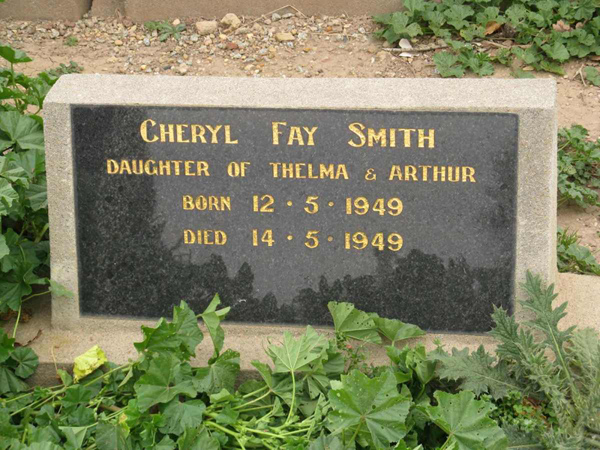 CHERYL FAY SMITH
DAUGHTER OF THELMA & ARTHUR
BORN 12·5·1949
DIED 14·5·1949